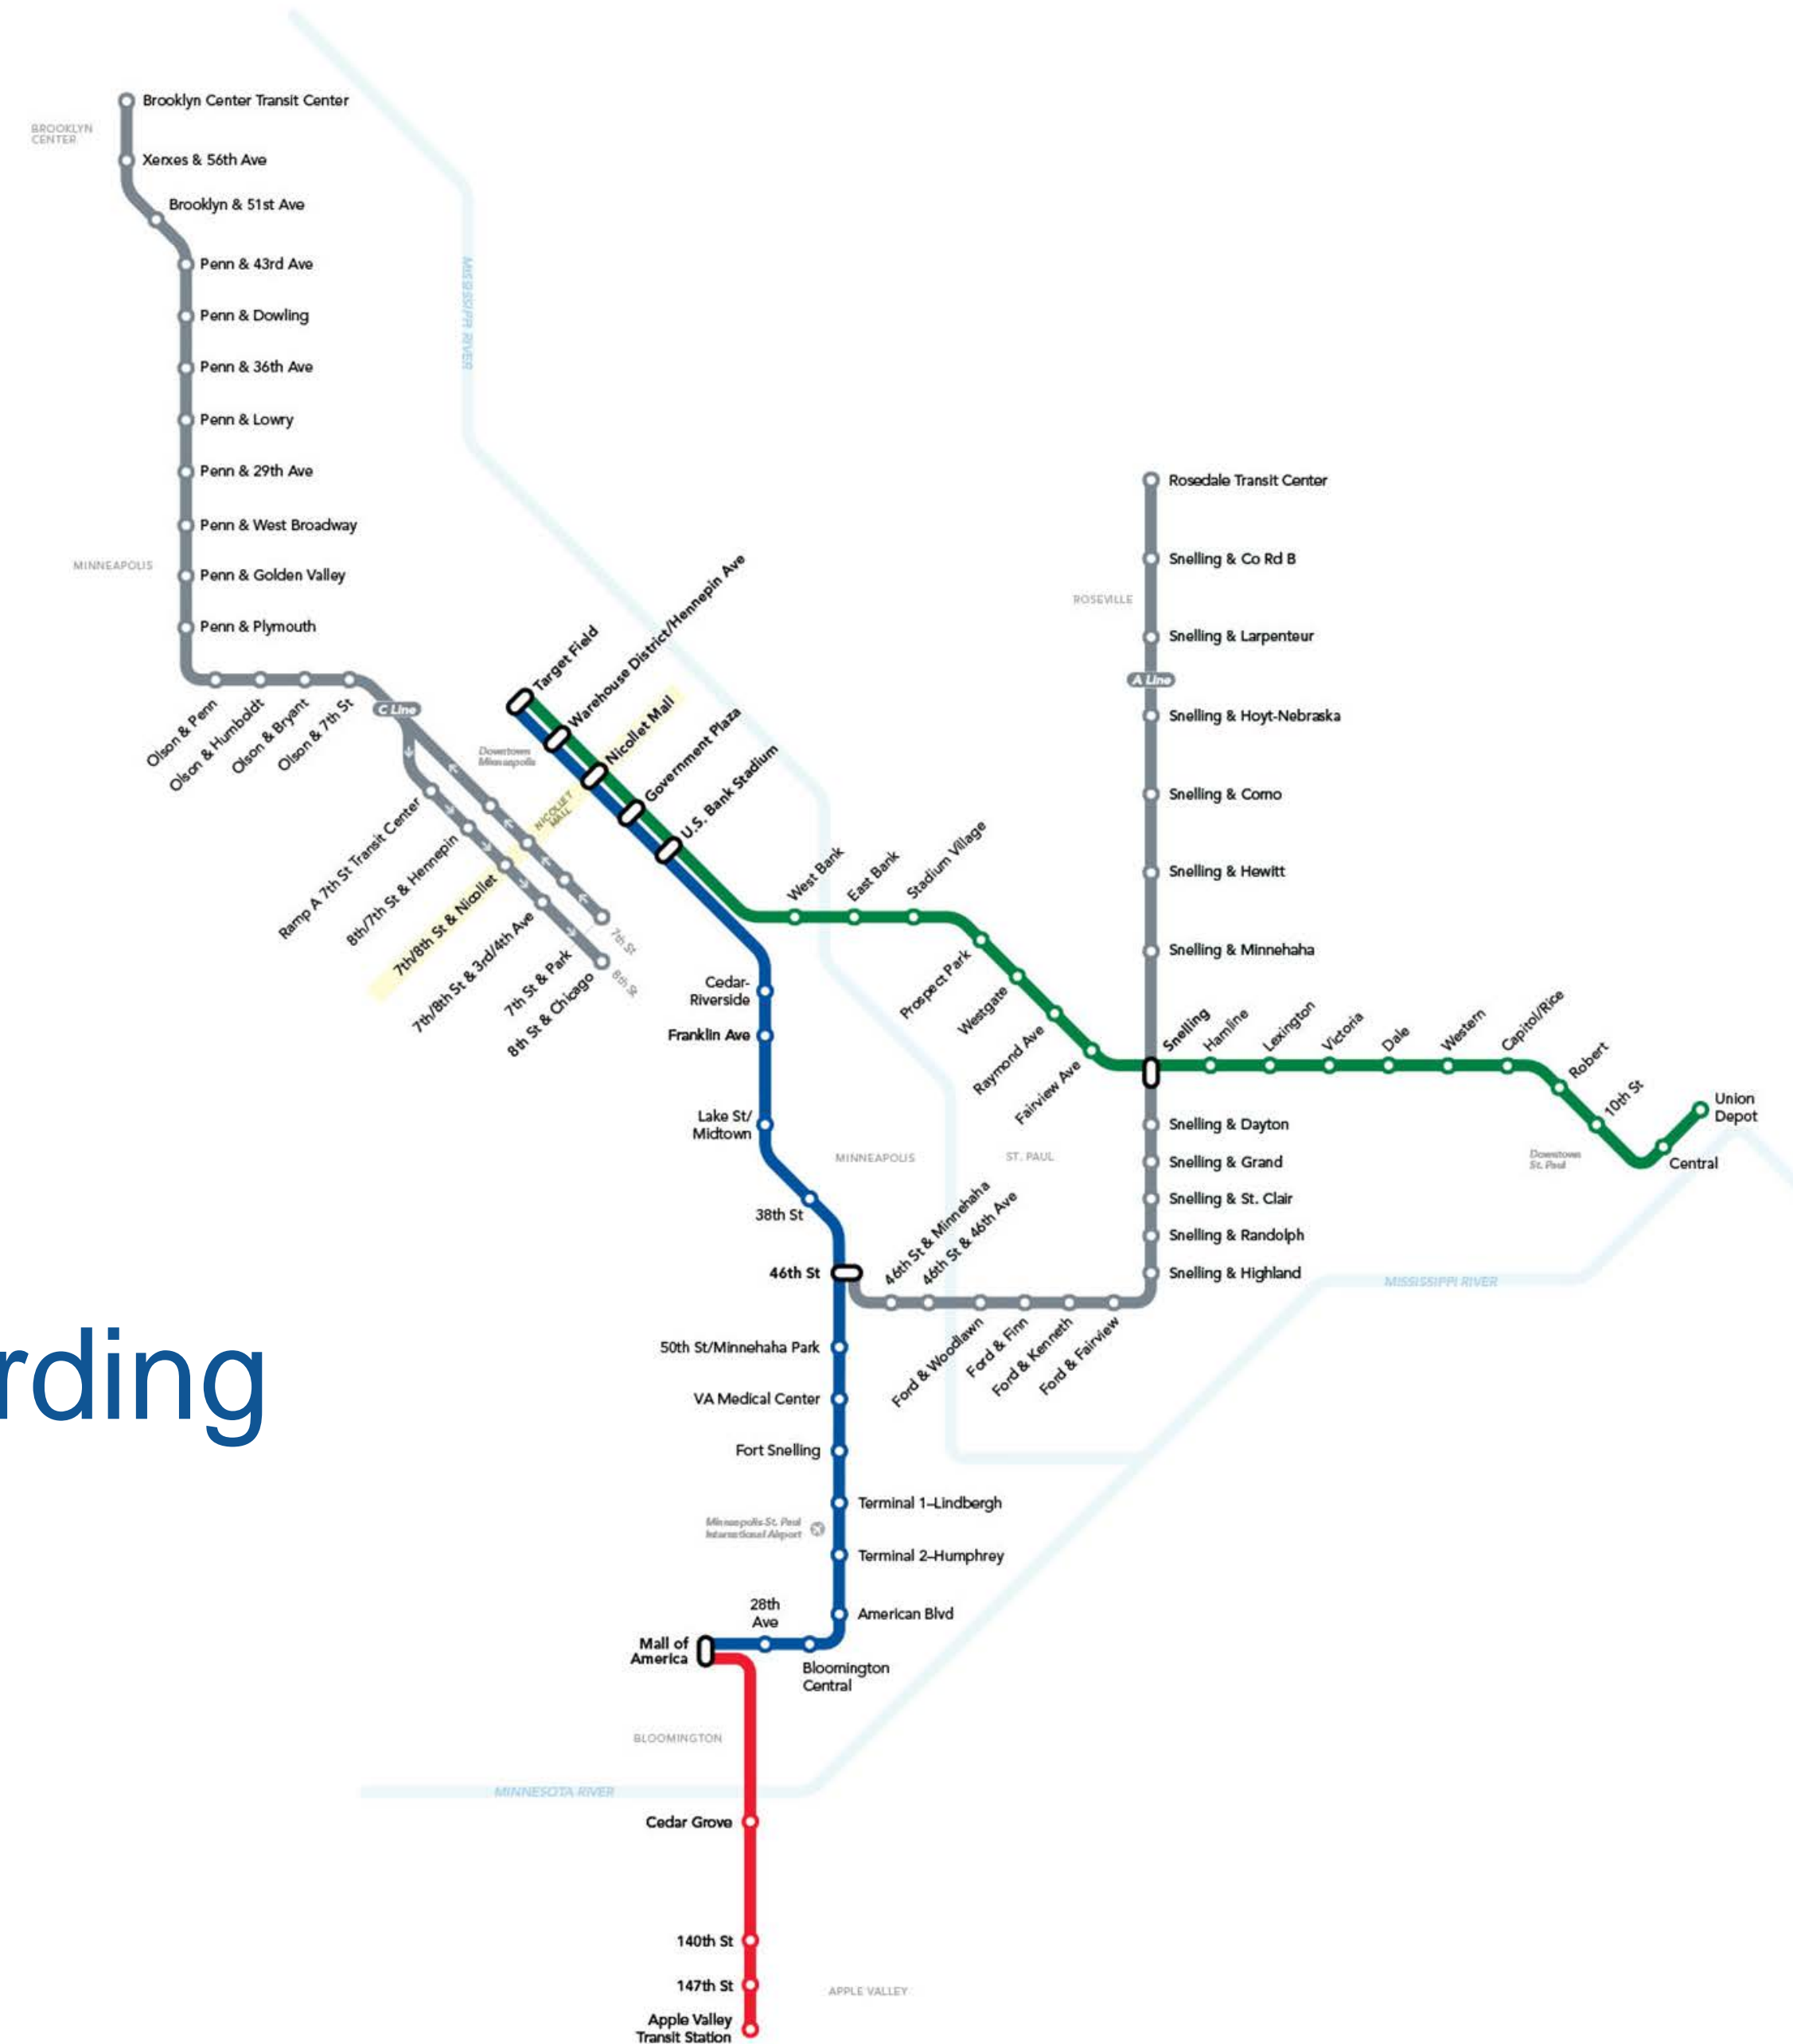 Brooklyn Center Transit Center
BROOKLYN
CENTER
Xerxes & 56th Ave
Brooklyn & 51st Ave
Penn & 43rd Ave
Penn & Dowling
Penn & 36th Ave
Penn & Lowry
Penn & 29th Ave
Penn & West Broadway
MINNEAPOLIS
Penn & Golden Valley
Penn & Plymouth
Olson & Penn
Olson & Humboldt
Olson & Bryant
Olson & 7th St
C Line
MISSISSIPPI RIVER
Target Field
Warehouse District/Hennepin Ave
Nicollet Mall
Government Plaza
U.S. Bank Stadium
Downtown
Minneapolis
NICOLLET
MALL
Ramp A 7th St Transit Center
8th/7th St & Hennepin
7th/8th St & Nicollet
7th/8th St & 3rd/4th Ave
7th St & Park
8th St & Chicago
7th St
8th St
West Bank
East Bank
Stadium Village
Prospect Park
Westgate
Raymond Ave
Fairview Ave
Rosedale Transit Center
Snelling & Co Rd B
ROSEVILLE
Snelling & Larpenteur
A Line
Snelling & Hoyt-Nebraska
Snelling & Como
Snelling & Hewitt
Snelling & Minnehaha
Snelling
Hamline
Lexington
Victoria
Dale
Western
Capitol/Rice
Robert
10th St
Union
Depot
Central
Downtown
St. Paul
Snelling & Dayton
Snelling & Grand
Snelling & St. Clair
Snelling & Randolph
Snelling & Highland
MISSISSIPPI RIVER
Cedar-
Riverside
Franklin Ave
Lake St/
Midtown
MINNEAPOLIS
ST. PAUL
38th St
46th St
46th St & Minnehaha
46th St & 46th Ave
Ford & Woodlawn
Ford & Finn
Ford & Kenneth
Ford & Fairview
rding
50th St/Minnehaha Park
VA Medical Center
Fort Snelling
Terminal 1–Lindbergh
Minneapolis-St. Paul
International Airport
Terminal 2–Humphrey
American Blvd
28th
Ave
Mall of
America
Bloomington
Central
BLOOMINGTON
MINNESOTA RIVER
Cedar Grove
140th St
147th St
APPLE VALLEY
Apple Valley
Transit Station